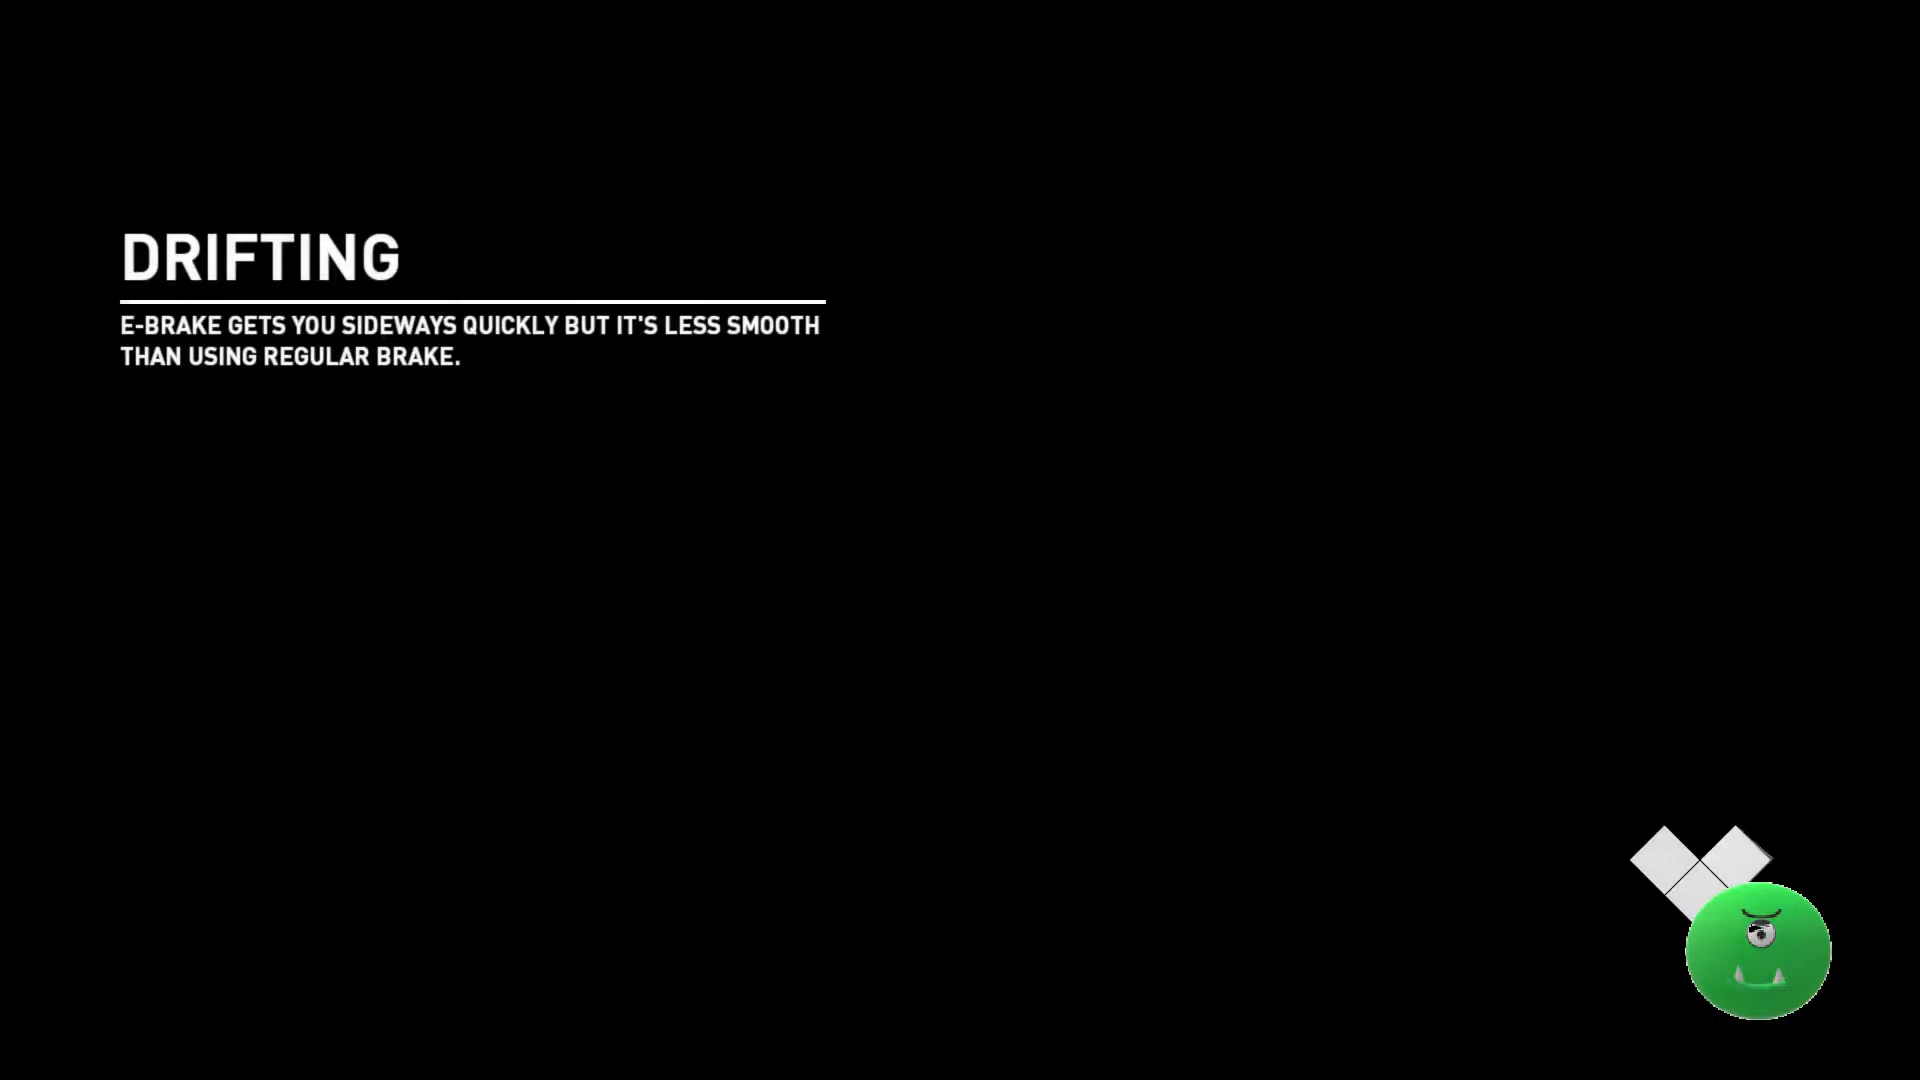 DRIFTING
E-BRAKE GETS YOU SIDEWAYS QUICKLY BUT IT'S LESS SMOOTH
THAN USING REGULAR BRAKE.